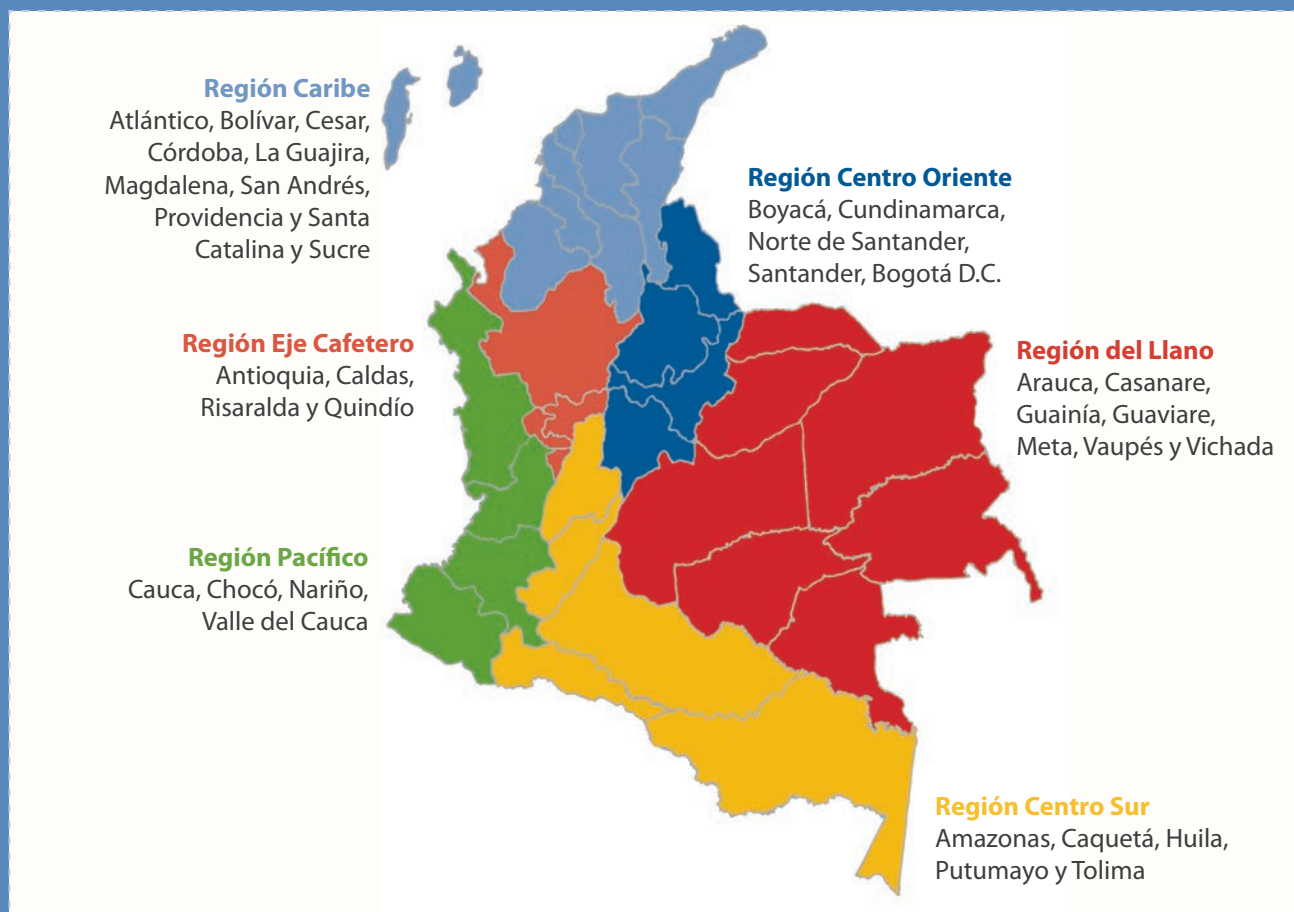 Región Caribe
Atlántico, Bolívar, Cesar,
Córdoba, La Guajira,
Magdalena, San Andrés,
Providencia y Santa
Catalina y Sucre
Región Centro Oriente
Boyacá, Cundinamarca,
Norte de Santander,
Santander, Bogotá D.C.
Región Eje Cafetero
Antioquia, Caldas,
Risaralda y Quindío
Región del Llano
Arauca, Casanare,
Guainía, Guaviare,
Meta, Vaupés y Vichada
Región Pacífico
Cauca, Chocó, Nariño,
Valle del Cauca
Región Centro Sur
Amazonas, Caquetá, Huila,
Putumayo y Tolima